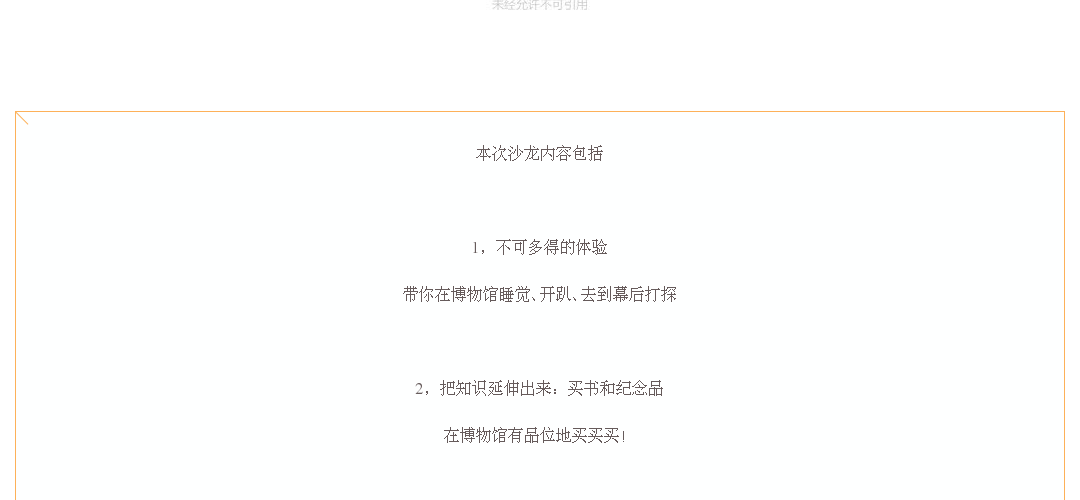 未经允许不可引用
本次沙龙内容包括
1，不可多得的体验
带你在博物馆睡觉、开趴、去到幕后打探
2，把知识延伸出来：买书和纪念品
在博物馆有品位地买买买！